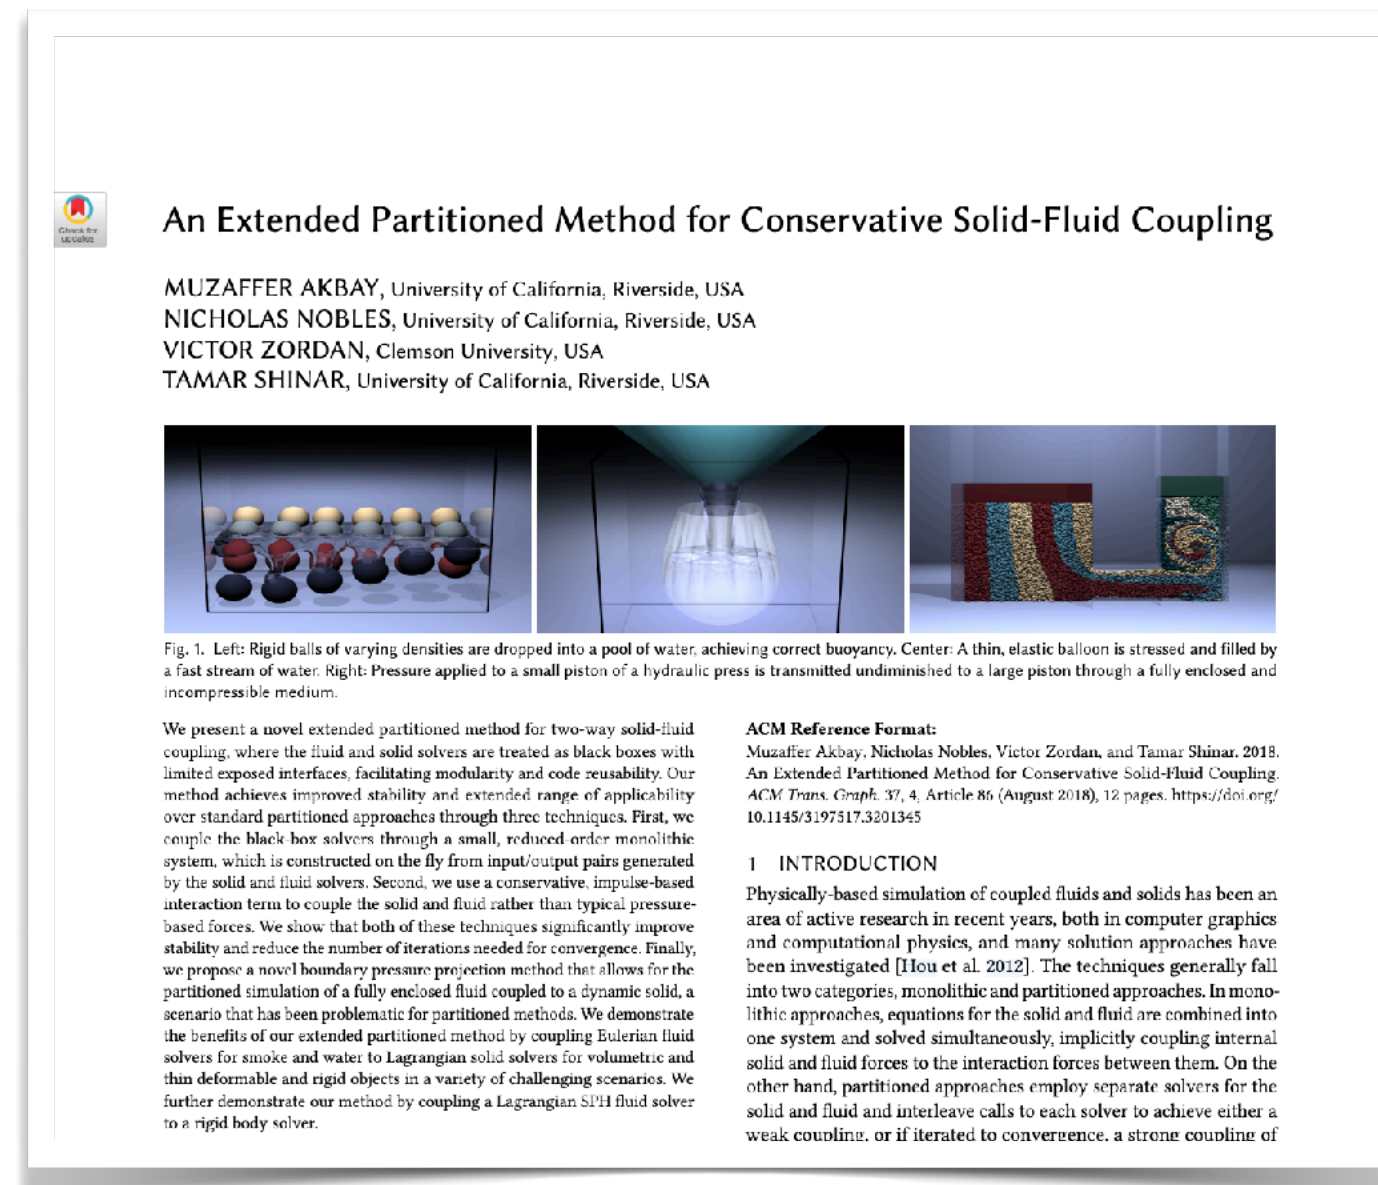 Check for
updates
An Extended Partitioned Method for Conservative Solid-Fluid Coupling
MUZAFFER AKBAY, University of California, Riverside, USA
NICHOLAS NOBLES, University of California, Riverside, USA
VICTOR ZORDAN, Clemson University, USA
TAMAR SHINAR, University of California, Riverside, USA
Fig. 1. Left: Rigid balls of varying densities are dropped into a pool of water, achieving correct buoyancy. Center: A thin, elastic balloon is stressed and filled by
a fast stream of water. Right: Pressure applied to a small piston of a hydraulic press is transmitted undiminished to a large piston through a fully enclosed and
incompressible medium.
We present a novel extended partitioned method for two-way solid-fluid
coupling, where the fluid and solid solvers are treated as black boxes with
limited exposed interfaces, facilitating modularity and code reusability. Our
method achieves improved stability and extended range of applicability
over standard partitioned approaches through three techniques. First, we
couple the black-box solvers through a small, reduced-order monolithic
system, which is constructed on the fly from input/output pairs generated
by the solid and fluid solvers. Second, we use a conservative, impulse-based
interaction term to couple the solid and fluid rather than typical pressure-
based forces. We show that both of these techniques significantly improve
stability and reduce the number of iterations needed for convergence. Finally,
we propose a novel boundary pressure projection method that allows for the
partitioned simulation of a fully enclosed fluid coupled to a dynamic solid, a
scenario that has been problematic for partitioned methods. We demonstrate
the benefits of our extended partitioned method by coupling Eulerian fluid
solvers for smoke and water to Lagrangian solid solvers for volumetric and
thin deformable and rigid objects in a variety of challenging scenarios. We
further demonstrate our method by coupling a Lagrangian SPH fluid solver
to a rigid body solver.
ACM Reference Format:
Muzaffer Akbay, Nicholas Nobles, Victor Zordan, and Tamar Shinar. 2018.
An Extended Partitioned Method for Conservative Solid-Fluid Coupling.
ACM Trans. Graph. 37, 4, Article 86 (August 2018), 12 pages. https://doi.org/
10.1145/3197517.3201345
1 INTRODUCTION
Physically-based simulation of coupled fluids and solids has been an
area of active research in recent years, both in computer graphics
and computational physics, and many solution approaches have
been investigated [Hou et al. 2012]. The techniques generally fall
into two categories, monolithic and partitioned approaches. In mono-
lithic approaches, equations for the solid and fluid are combined into
one system and solved simultaneously, implicitly coupling internal
solid and fluid forces to the interaction forces between them. On the
other hand, partitioned approaches employ separate solvers for the
solid and fluid and interleave calls to each solver to achieve either a
weak coupling, or if iterated to convergence, a strong coupling of